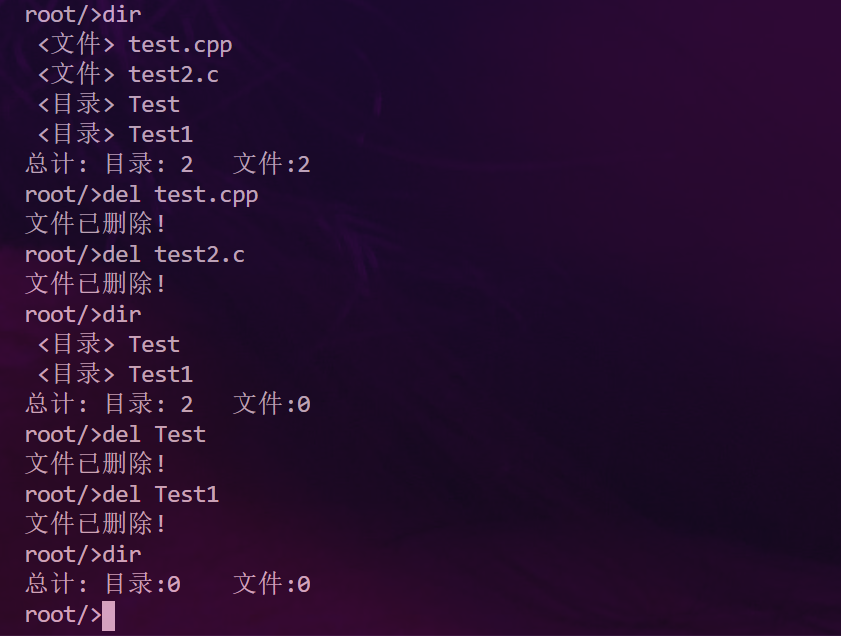 root/>dir
<文件> test.cpp
<文件> test2.c
<目录> Test
<目录> Test1
总计: 目录: 2 文件:2
root/>del test.cpp
文件已删除!
root/>del test2.c
文件已删除!
root/>dir
<目录> Test
<目录> Test1
总计: 目录: 2 文件:0
root/>del Test
文件已删除!
root/>del Test1
文件已删除!
root/>dir
总计: 目录:0 文件:0
root/>